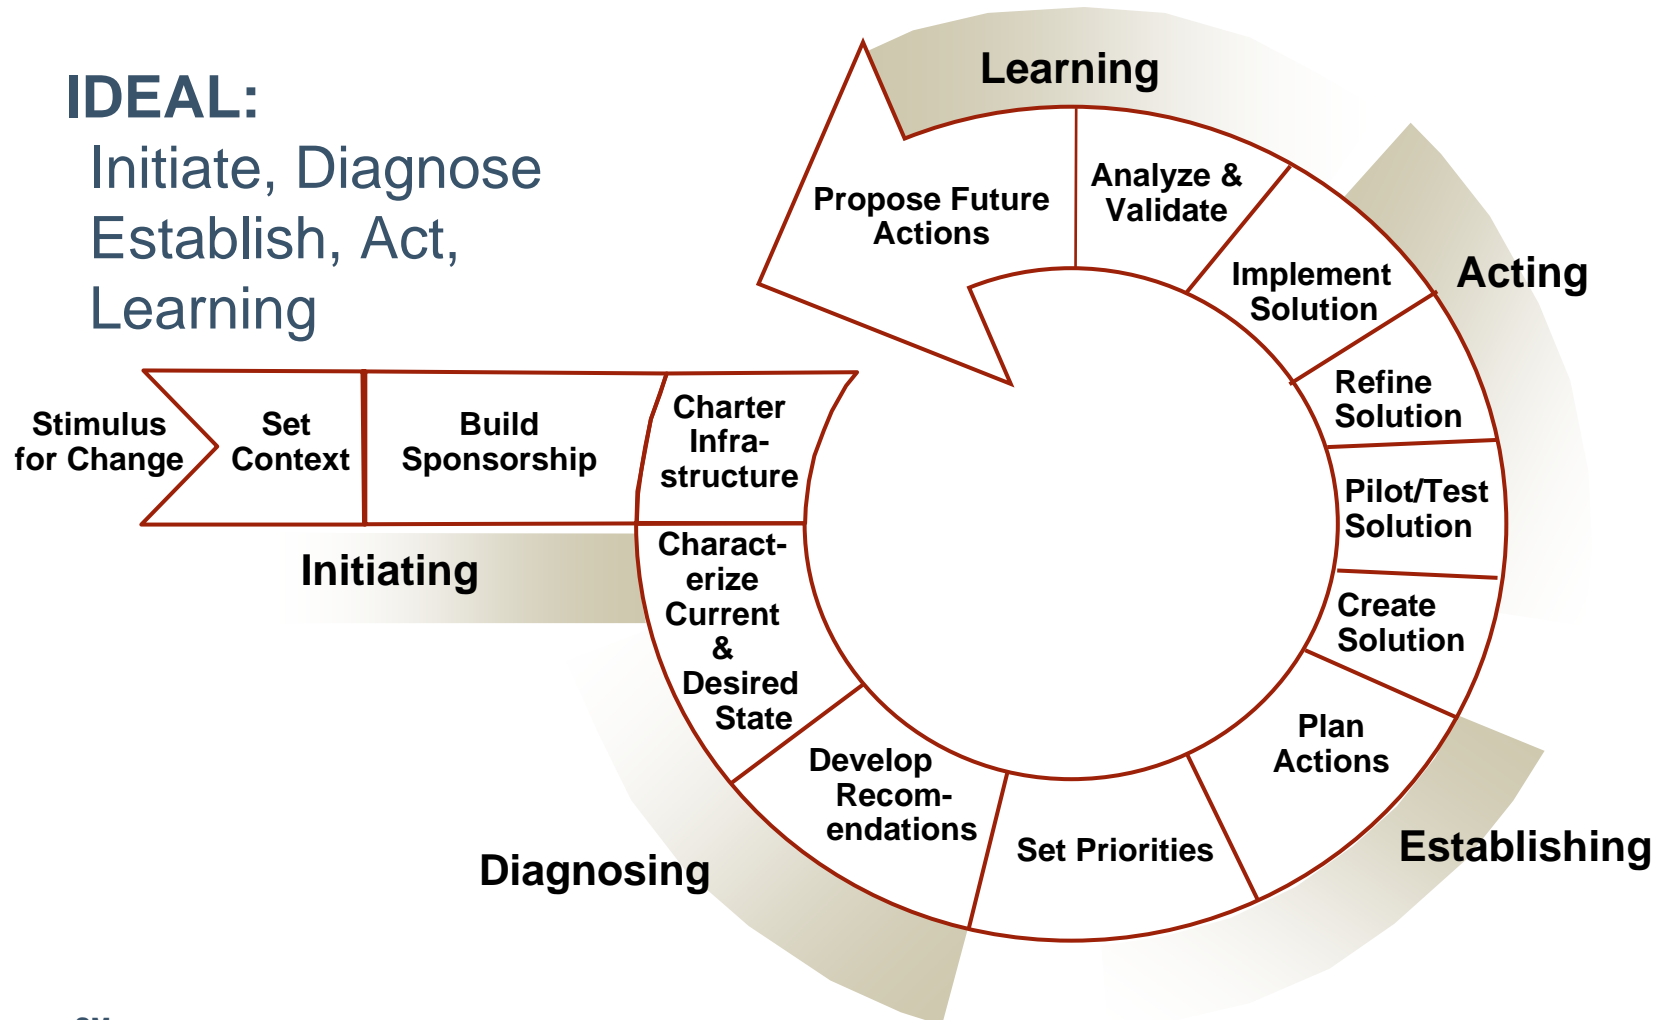 IDEAL:
Initiate, Diagnose
Establish, Act,
Learning
Learning
Propose Future
Actions
Analyze &
Validate
Implement
Solution
Acting
Refine
Solution
Pilot/Test
Solution
Create
Solution
Stimulus
for Change
Set
Context
Build
Sponsorship
Charter
Infra-
structure
Initiating
Charact-
erize
Current
&
Desired
State
Develop
Recom-
endations
Set Priorities
Plan
Actions
Diagnosing
Establishing